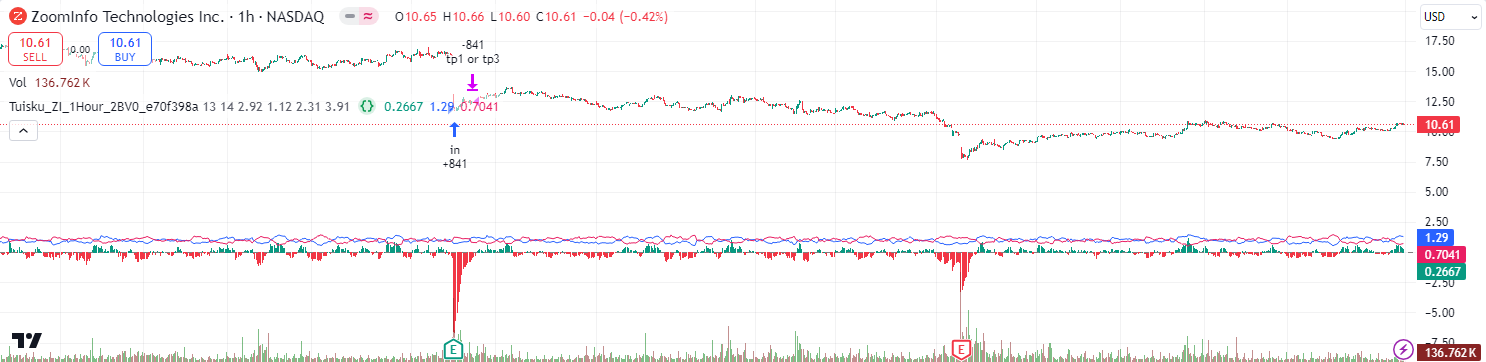 ZoomInfo Technologies Inc. · 1h · NASDAQ O10.65 H10.66 L10.60 C10.61 −0.04 (−0.42%)
USD
10.61
SELL
0.00
10.61
BUY
Vol 136.762 K
Tuisku_ZI_1Hour_2BV0_e70f398a 13 14 2.92 1.12 2.31 3.91 {} 0.2667 1.29 0.7041
-841
tp1 or tp3
in
+841
17.50
15.00
12.50
10.61
10.00
7.50
5.00
2.50
1.29
0.7041
0.2667
−2.50
−5.00
−7.50
136.762 K
E
E